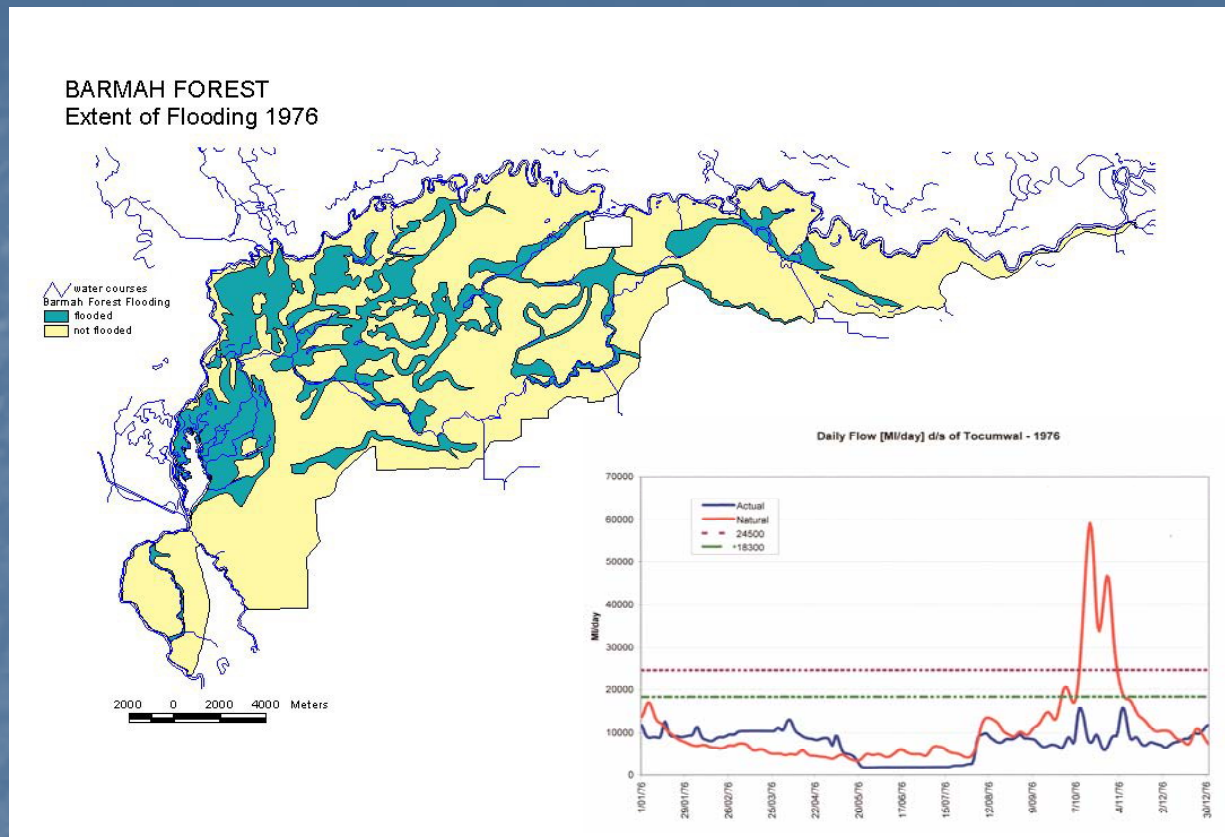 BARMAH FOREST
Extent of Flooding 1976
water courses
Barmah Forest Flooding
flooded
not flooded
2000 0 2000 4000 Meters
Daily Flow [Ml/day] d/s of Tocumwal - 1976
Actual
Natural
24500
+18300
Ml/day
70000
60000
50000
40000
30000
20000
10000
0
1/01/76
29/01/76
26/02/76
25/03/76
22/04/76
20/05/76
17/06/76
15/07/76
12/08/76
9/09/76
7/10/76
4/11/76
2/12/76
30/12/76